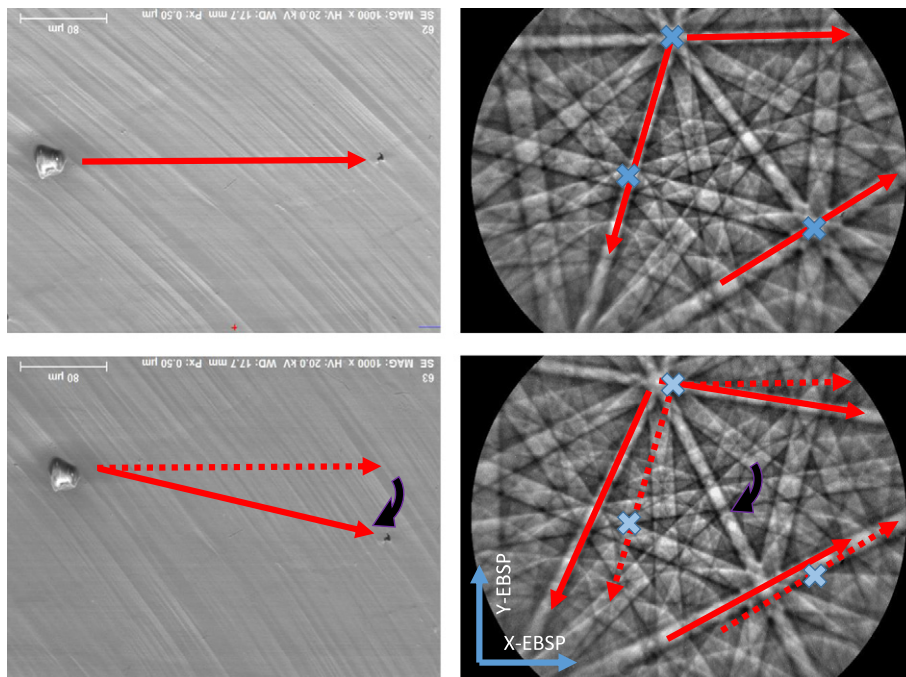 SE MAG: 1000 x HV: 20.0 kV WD: 17.7 mm Px: 0.50 µm
80 µm
62
SE MAG: 1000 x HV: 20.0 kV WD: 17.7 mm Px: 0.50 µm
80 µm
63
Y-EBSP
X-EBSP